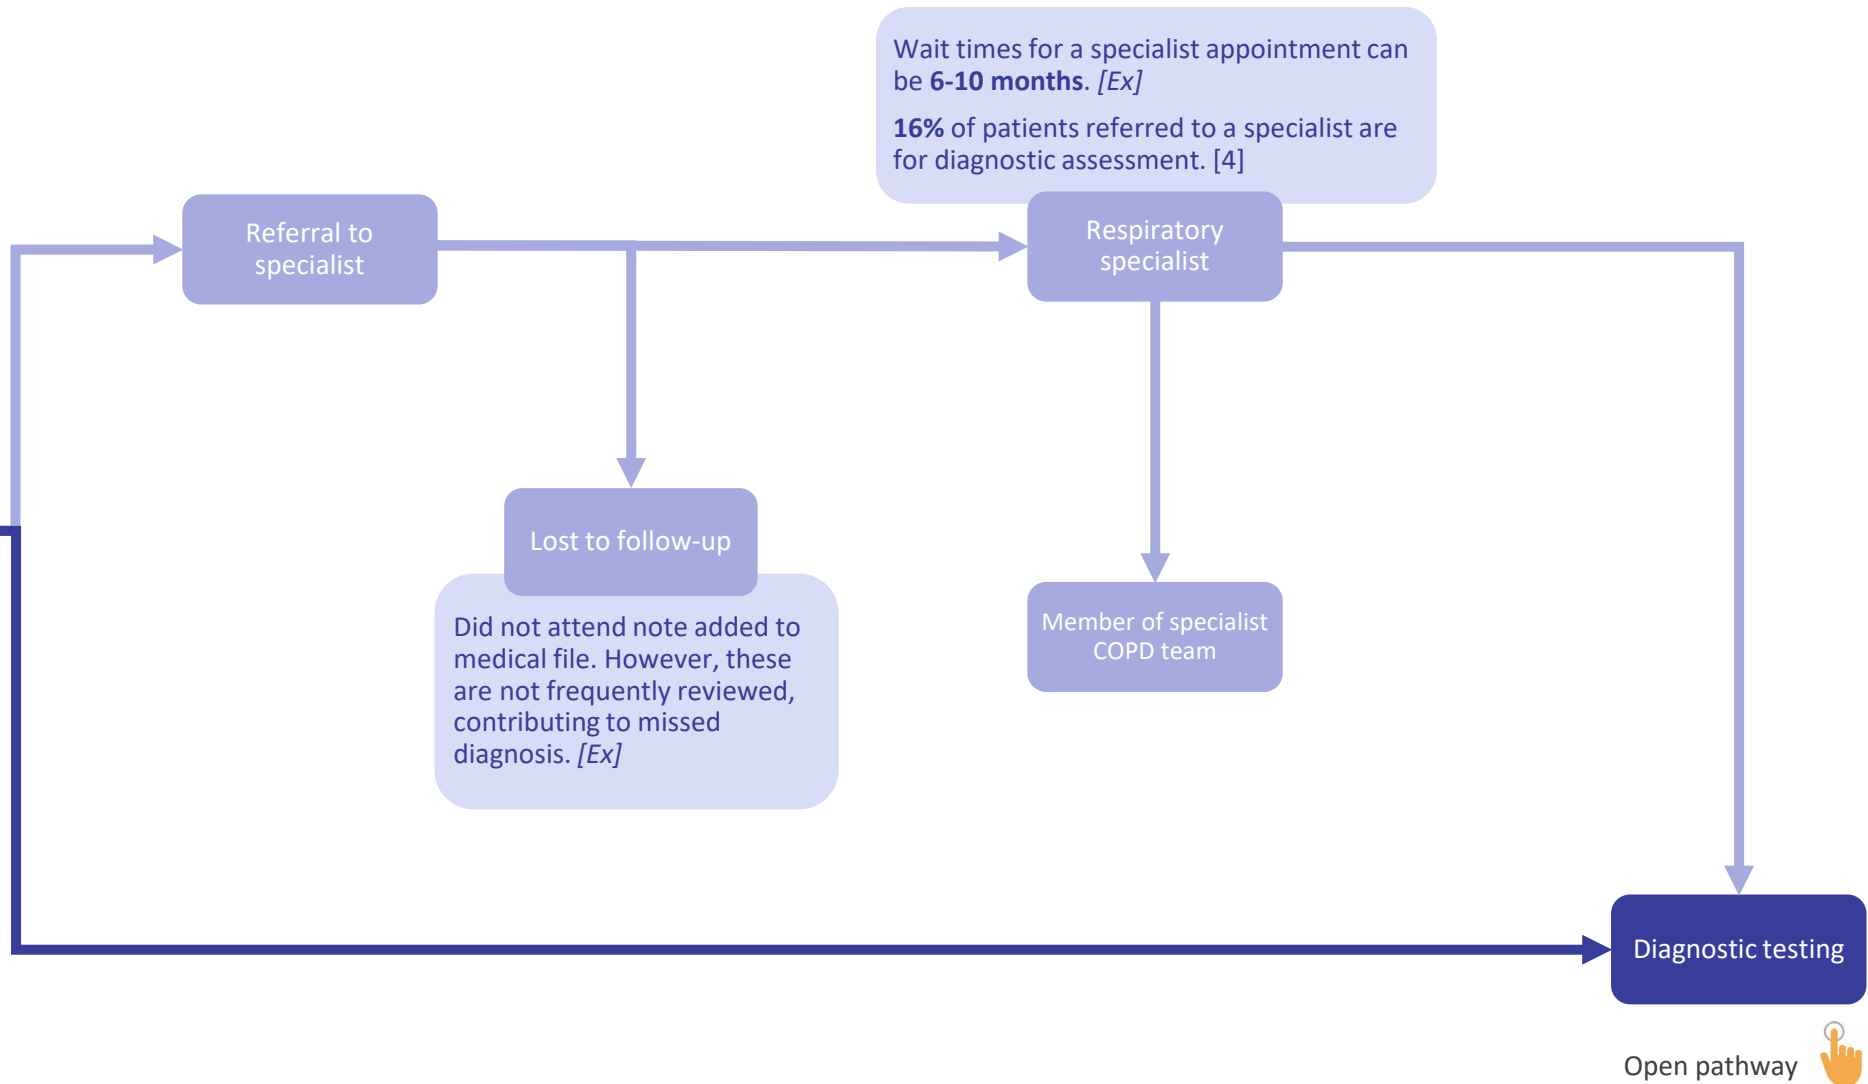 Wait times for a specialist appointment can
be 6-10 months. [Ex]
16% of patients referred to a specialist are
for diagnostic assessment. [4]
Referral to
specialist
Respiratory
specialist
Lost to follow-up
Did not attend note added to
medical file. However, these
are not frequently reviewed,
contributing to missed
diagnosis. [Ex]
Member of specialist
COPD team
Diagnostic testing
Open pathway